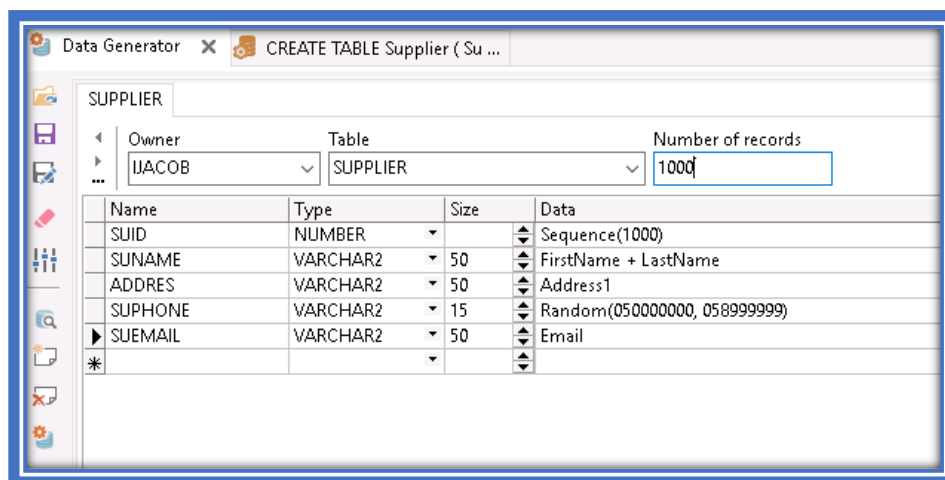 Data Generator CREATE TABLE Supplier ( Su ...
SUPPLIER
Owner Table Number of records
IJACOB SUPPLIER 1000
Name Type Size Data
SUID NUMBER Sequence(1000)
SUNAME VARCHAR2 50 FirstName + LastName
ADDRES VARCHAR2 50 Address1
SUPHONE VARCHAR2 15 Random(050000000, 058999999)
SUEMAIL VARCHAR2 50 Email